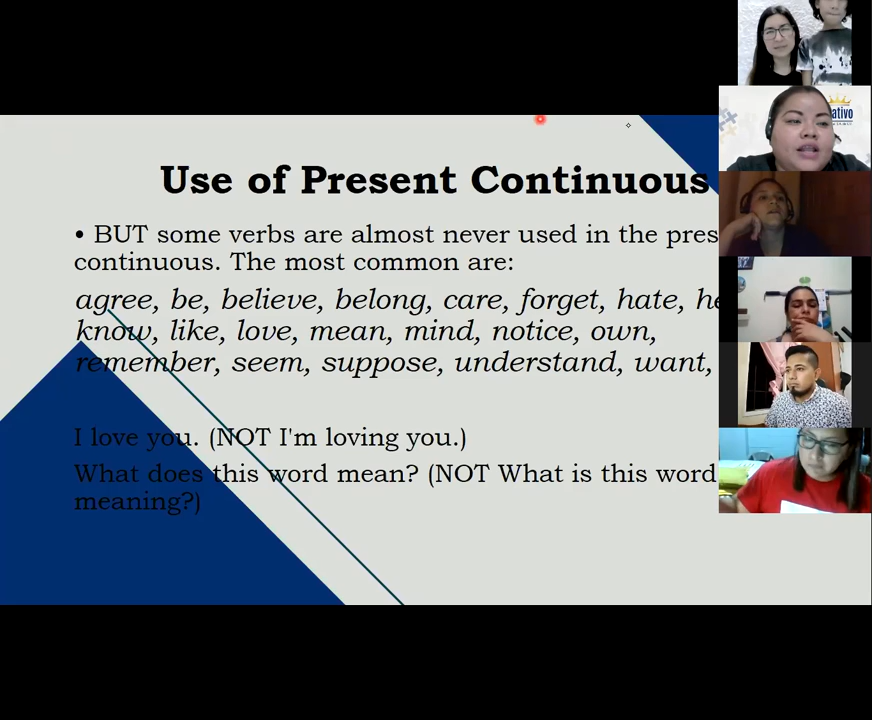 Use of Present Continuous
• BUT some verbs are almost never used in the pres
continuous. The most common are:
agree, be, believe, belong, care, forget, hate, he
know, like, love, mean, mind, notice, own,
remember, seem, suppose, understand, want,
I love you. (NOT I'm loving you.)
What does this word mean? (NOT What is this word
meaning?)
ativo